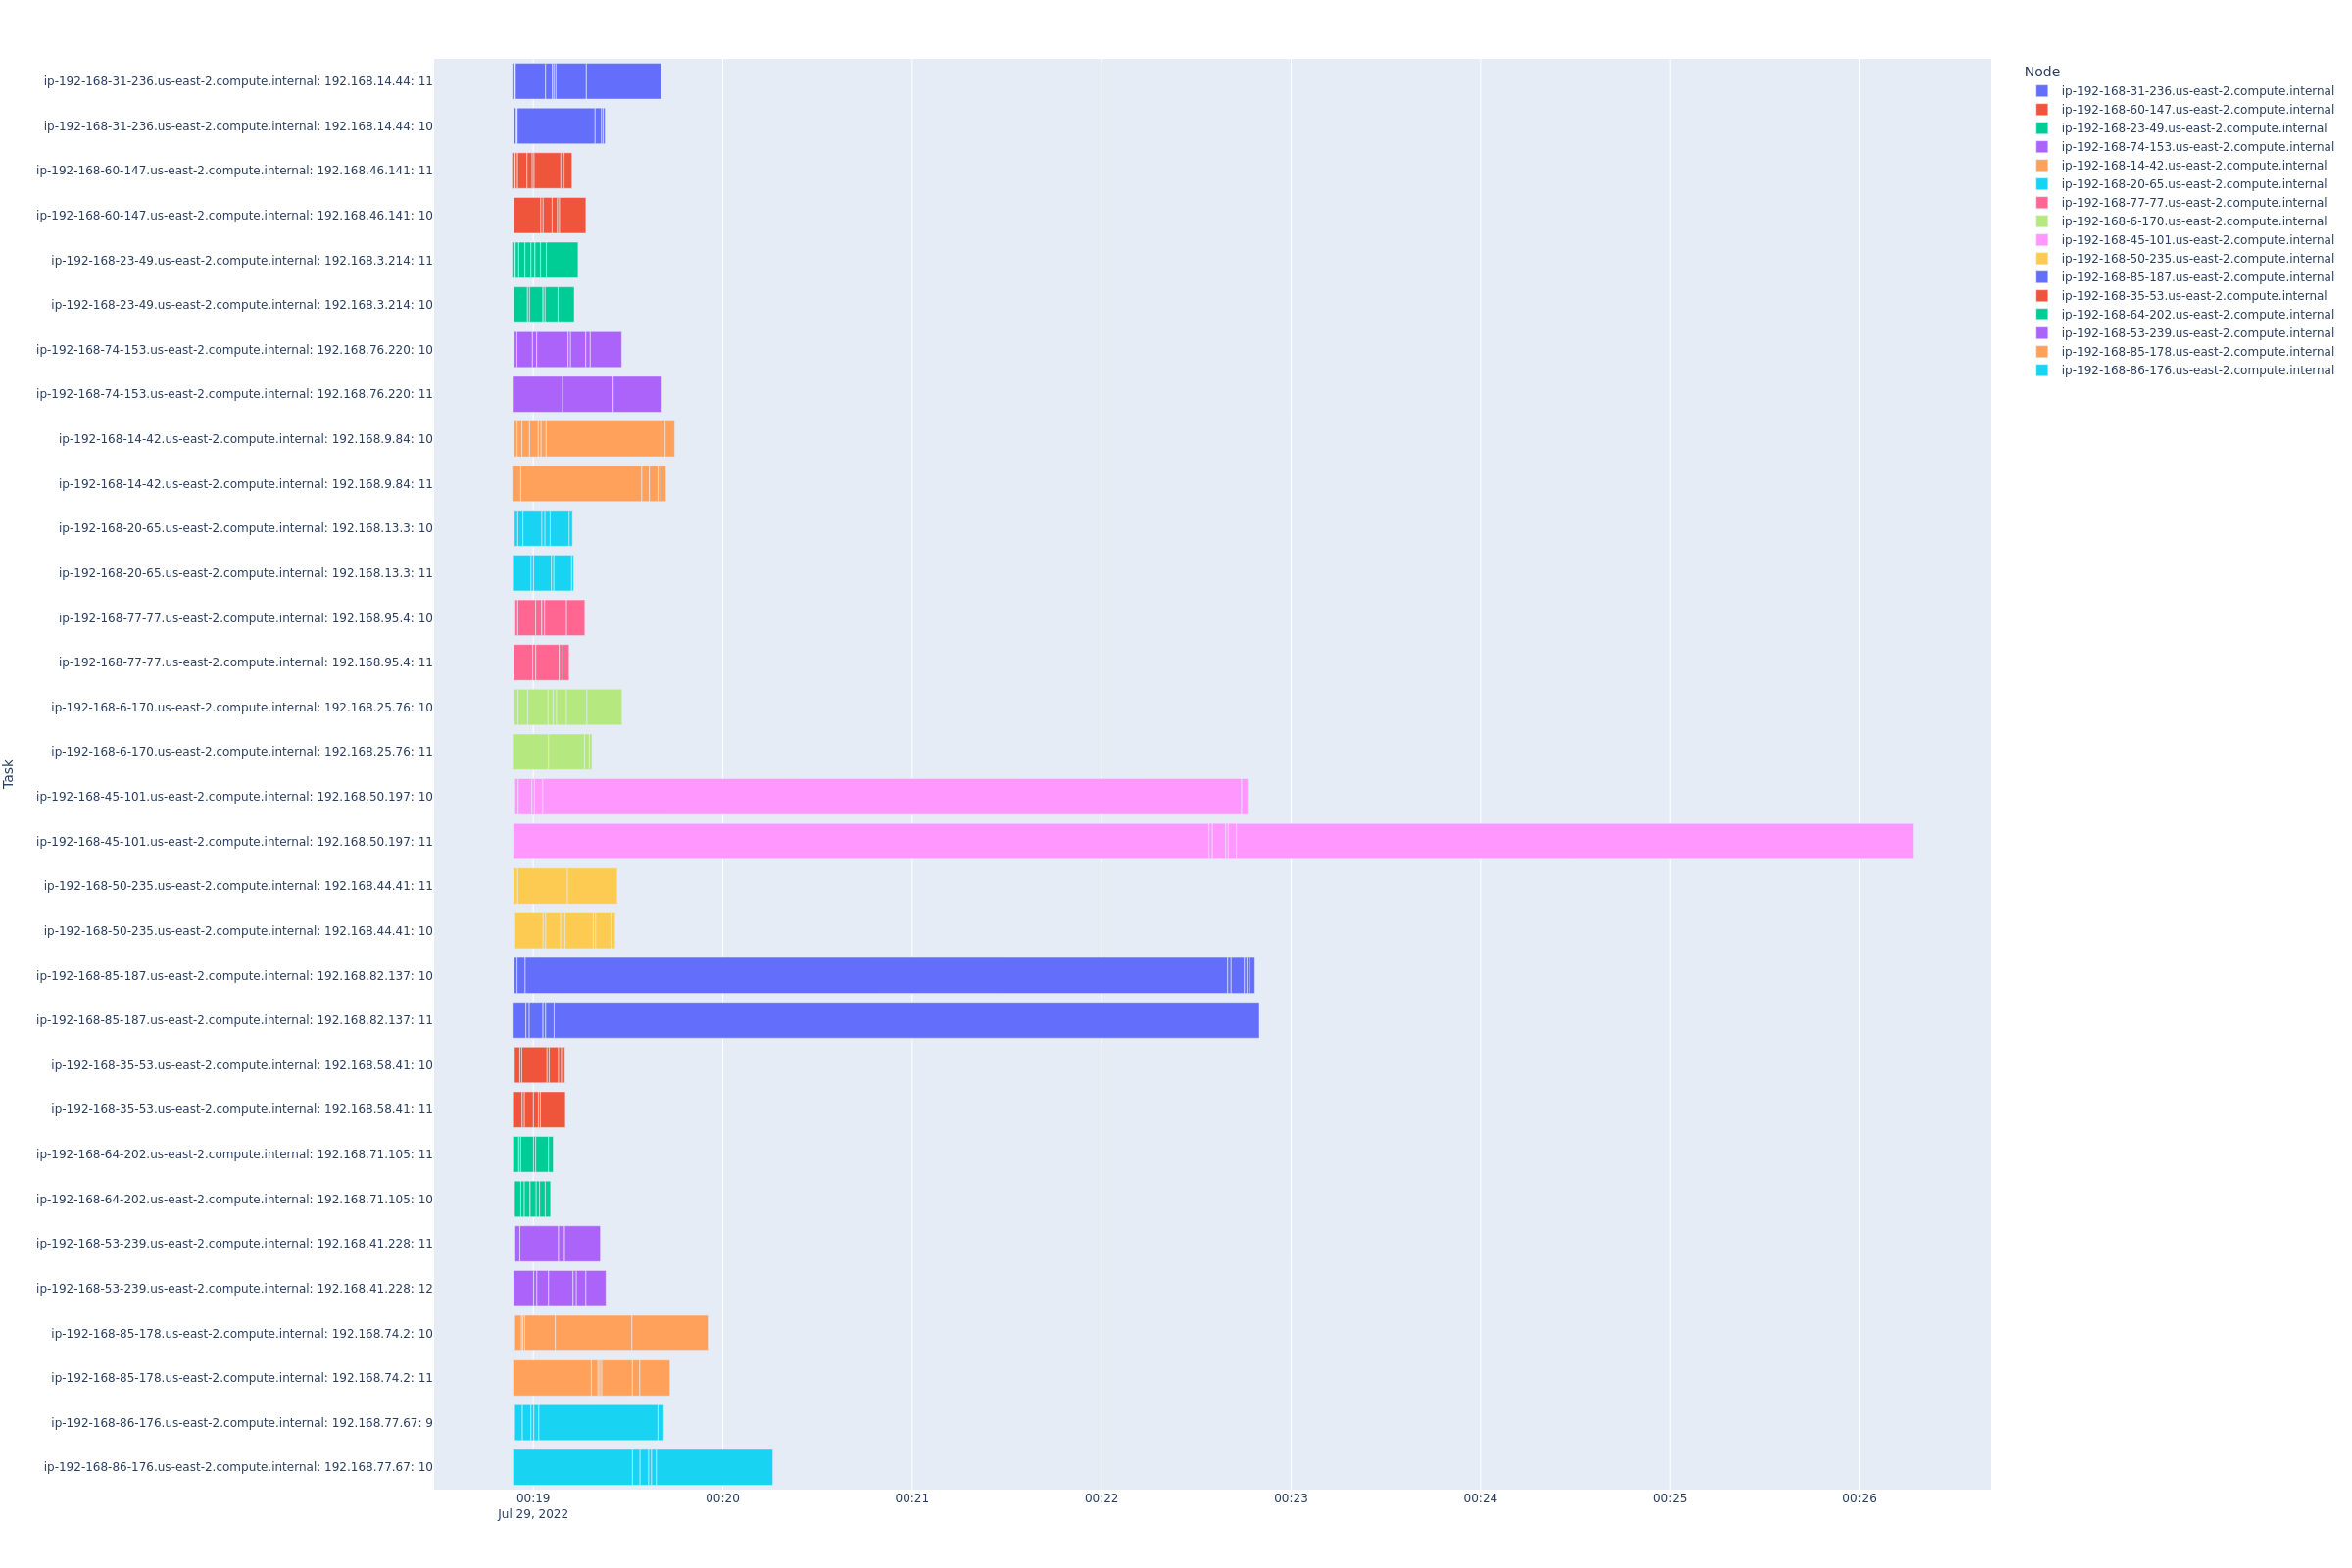 ip-192-168-31-236.us-east-2.compute.internal: 192.168.14.44: 11
ip-192-168-31-236.us-east-2.compute.internal: 192.168.14.44: 10
ip-192-168-60-147.us-east-2.compute.internal: 192.168.46.141: 11
ip-192-168-60-147.us-east-2.compute.internal: 192.168.46.141: 10
ip-192-168-23-49.us-east-2.compute.internal: 192.168.3.214: 11
ip-192-168-23-49.us-east-2.compute.internal: 192.168.3.214: 10
ip-192-168-74-153.us-east-2.compute.internal: 192.168.76.220: 10
ip-192-168-74-153.us-east-2.compute.internal: 192.168.76.220: 11
ip-192-168-14-42.us-east-2.compute.internal: 192.168.9.84: 10
ip-192-168-14-42.us-east-2.compute.internal: 192.168.9.84: 11
ip-192-168-20-65.us-east-2.compute.internal: 192.168.13.3: 10
ip-192-168-20-65.us-east-2.compute.internal: 192.168.13.3: 11
ip-192-168-77-77.us-east-2.compute.internal: 192.168.95.4: 10
ip-192-168-77-77.us-east-2.compute.internal: 192.168.95.4: 11
ip-192-168-6-170.us-east-2.compute.internal: 192.168.25.76: 10
ip-192-168-6-170.us-east-2.compute.internal: 192.168.25.76: 11
Task
ip-192-168-45-101.us-east-2.compute.internal: 192.168.50.197: 10
ip-192-168-45-101.us-east-2.compute.internal: 192.168.50.197: 11
ip-192-168-50-235.us-east-2.compute.internal: 192.168.44.41: 11
ip-192-168-50-235.us-east-2.compute.internal: 192.168.44.41: 10
ip-192-168-85-187.us-east-2.compute.internal: 192.168.82.137: 10
ip-192-168-85-187.us-east-2.compute.internal: 192.168.82.137: 11
ip-192-168-35-53.us-east-2.compute.internal: 192.168.58.41: 10
ip-192-168-35-53.us-east-2.compute.internal: 192.168.58.41: 11
ip-192-168-64-202.us-east-2.compute.internal: 192.168.71.105: 11
ip-192-168-64-202.us-east-2.compute.internal: 192.168.71.105: 10
ip-192-168-53-239.us-east-2.compute.internal: 192.168.41.228: 11
ip-192-168-53-239.us-east-2.compute.internal: 192.168.41.228: 12
ip-192-168-85-178.us-east-2.compute.internal: 192.168.74.2: 10
ip-192-168-85-178.us-east-2.compute.internal: 192.168.74.2: 11
ip-192-168-86-176.us-east-2.compute.internal: 192.168.77.67: 9
ip-192-168-86-176.us-east-2.compute.internal: 192.168.77.67: 10
00:19 00:20 00:21 00:22 00:23 00:24 00:25 00:26
Jul 29, 2022
Node
ip-192-168-31-236.us-east-2.compute.internal
ip-192-168-60-147.us-east-2.compute.internal
ip-192-168-23-49.us-east-2.compute.internal
ip-192-168-74-153.us-east-2.compute.internal
ip-192-168-14-42.us-east-2.compute.internal
ip-192-168-20-65.us-east-2.compute.internal
ip-192-168-77-77.us-east-2.compute.internal
ip-192-168-6-170.us-east-2.compute.internal
ip-192-168-45-101.us-east-2.compute.internal
ip-192-168-50-235.us-east-2.compute.internal
ip-192-168-85-187.us-east-2.compute.internal
ip-192-168-35-53.us-east-2.compute.internal
ip-192-168-64-202.us-east-2.compute.internal
ip-192-168-53-239.us-east-2.compute.internal
ip-192-168-85-178.us-east-2.compute.internal
ip-192-168-86-176.us-east-2.compute.internal